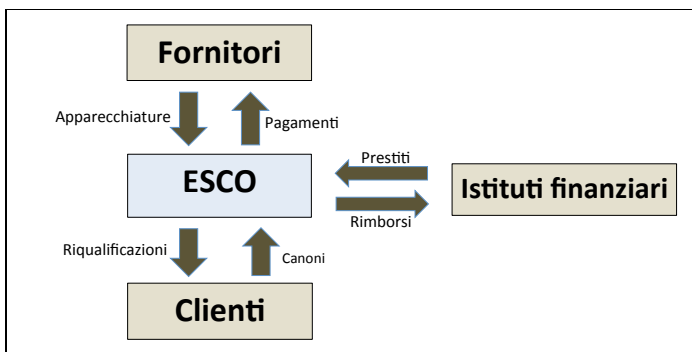 Fornitori
Apparecchiature
Pagamenti
Prestiti
ESCO
Istituti finanziari
Rimborsi
Riqualificazioni
Canoni
Clienti